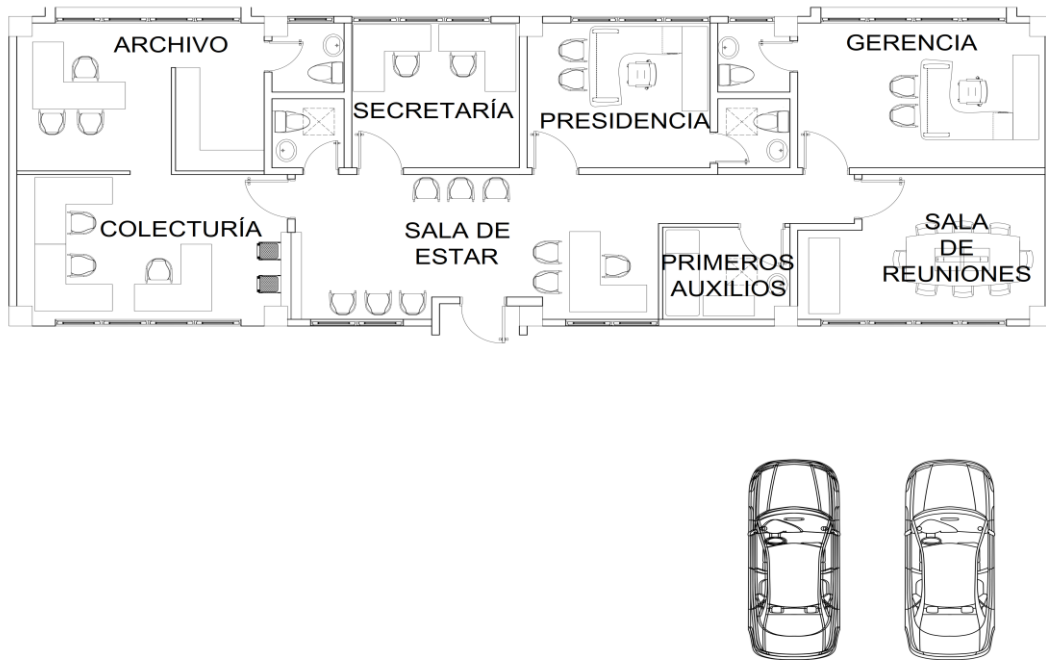 ARCHIVO
SECRETARÍA
PRESIDENCIA
GERENCIA
COLECTURÍA
SALA DE
ESTAR
PRIMEROS
AUXILIOS
SALA
DE
REUNIONES